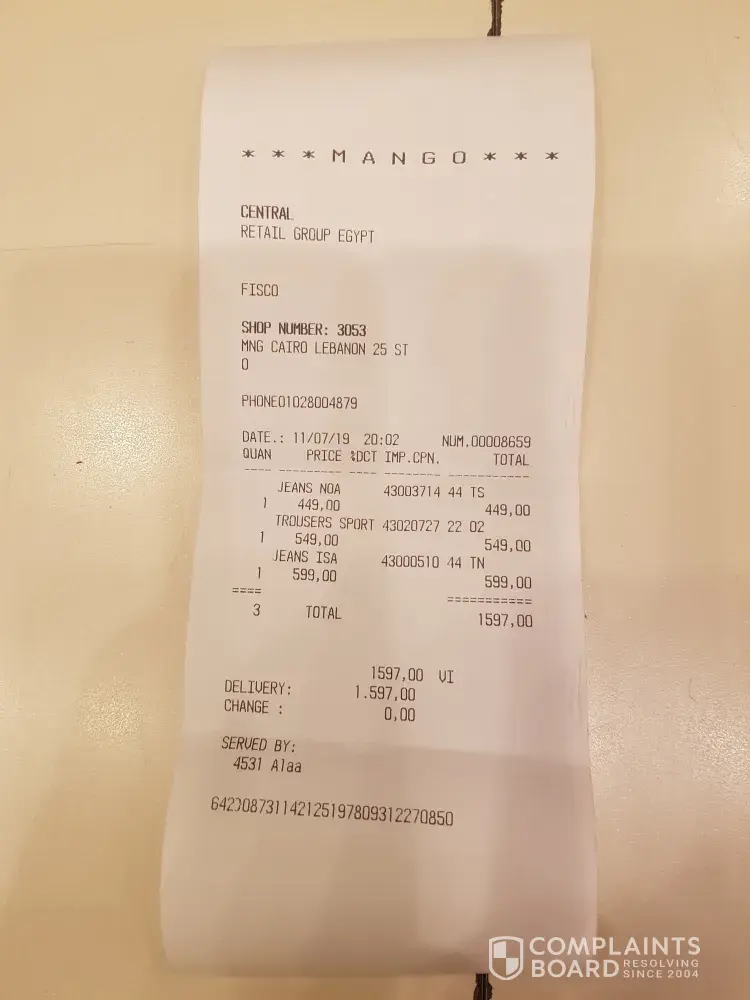 * * * M A N G O * * *
CENTRAL
RETAIL GROUP EGYPT
FISCO
SHOP NUMBER: 3053
MNG CAIRO LEBANON 25 ST
0
PHONE01028004879
DATE.: 11/07/19 20:02 NUM.00008659
QUAN PRICE %DCT IMP.CPN. TOTAL
---- ---------- ---- --------- -----------
JEANS NOA 43003714 44 TS
1 449,00 449,00
TROUSERS SPORT 43020727 22 02
1 549,00 549,00
JEANS ISA 43000510 44 TN
1 599,00 599,00
==== ===========
3 TOTAL 1597,00
1597,00 VI
DELIVERY: 1.597,00
CHANGE : 0,00
SERVED BY:
4531 Alaa
COMPLAINTS
BOARD RESOLVING
SINCE 2004